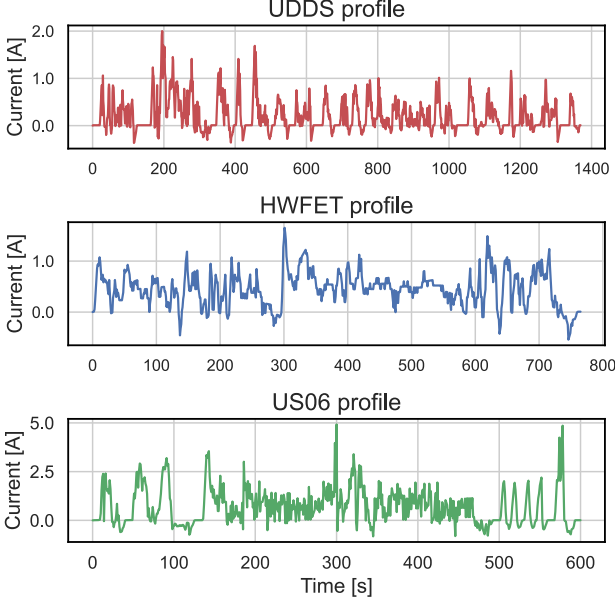 UDDS profile
2.0
1.0
0.0
Current [A]
0 200 400 600 800 1000 1200 1400
HWFET profile
1.0
0.0
Current [A]
0 100 200 300 400 500 600 700 800
US06 profile
5.0
2.5
0.0
Current [A]
0 100 200 300 400 500 600
Time [s]